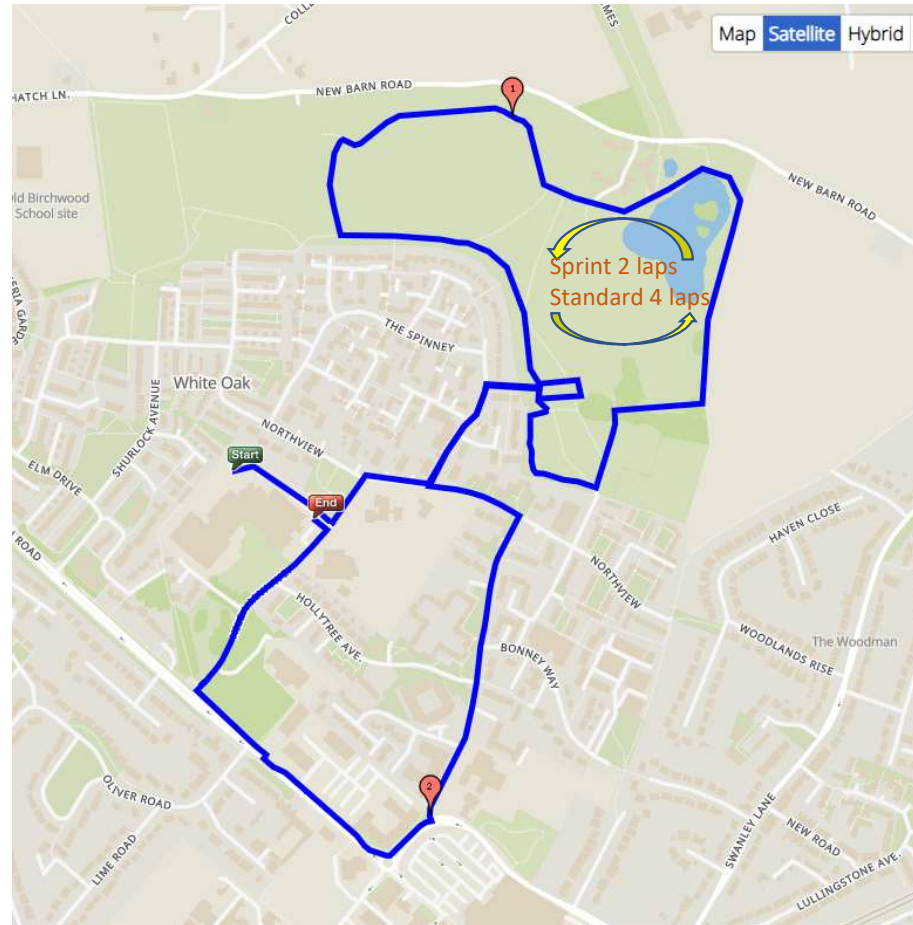 Map Satellite Hybrid
HATCH LN.
NEW BARN ROAD
1
NEW BARN ROAD
School site
Sprint 2 laps
Standard 4 laps
THE SPINNEY
White Oak
SHURLOCK AVENUE
NORTHVIEW
Start
ELM DRIVE
End
HAVEN CLOSE
ROAD
NORTHVIEW
HOLLYTREE AVE.
WOODLANDS RISE
The Woodman
BONNEY WAY
OLIVER ROAD
2
LIME ROAD
SWANLEY LANE
NEW ROAD
LULLINGSTONE AVE.